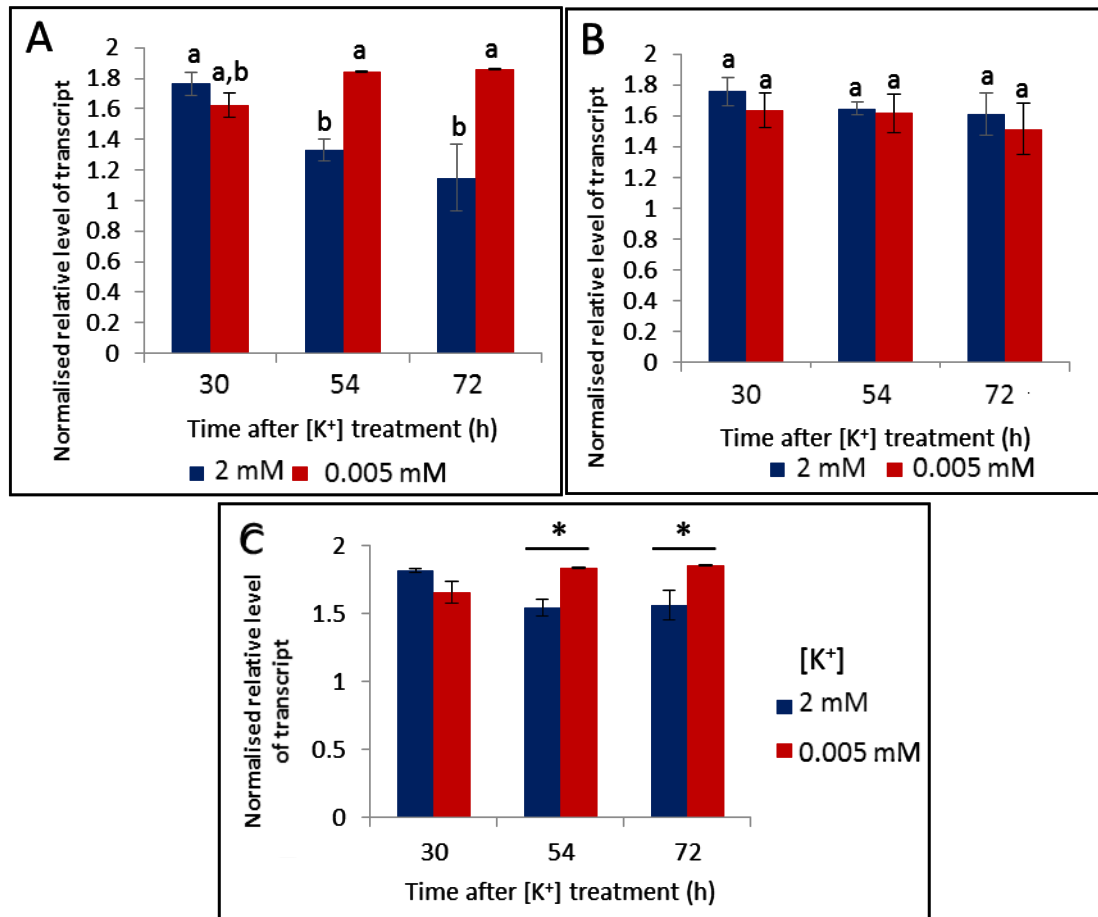 A
Normalised relative level of transcript
2
1.8
1.6
1.4
1.2
1
0.8
0.6
0.4
0.2
0
a
a,b
b
a
b
a
30
54
72
Time after [K⁺] treatment (h)
2 mM
0.005 mM
B
Normalised relative level of transcript
2
1.8
1.6
1.4
1.2
1
0.8
0.6
0.4
0.2
0
a
a
a
a
a
a
30
54
72
Time after [K⁺] treatment (h)
2 mM
0.005 mM
C
Normalised relative level
of transcript
2
1.5
1
0.5
0
*
*
30
54
72
Time after [K⁺] treatment (h)
[K⁺]
2 mM
0.005 mM